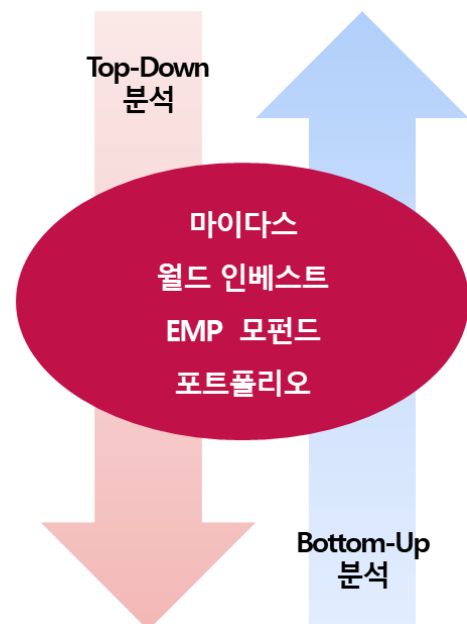 Top-Down
분석
마이다스
월드 인베스트
EMP 모펀드
포트폴리오
Bottom-Up
분석